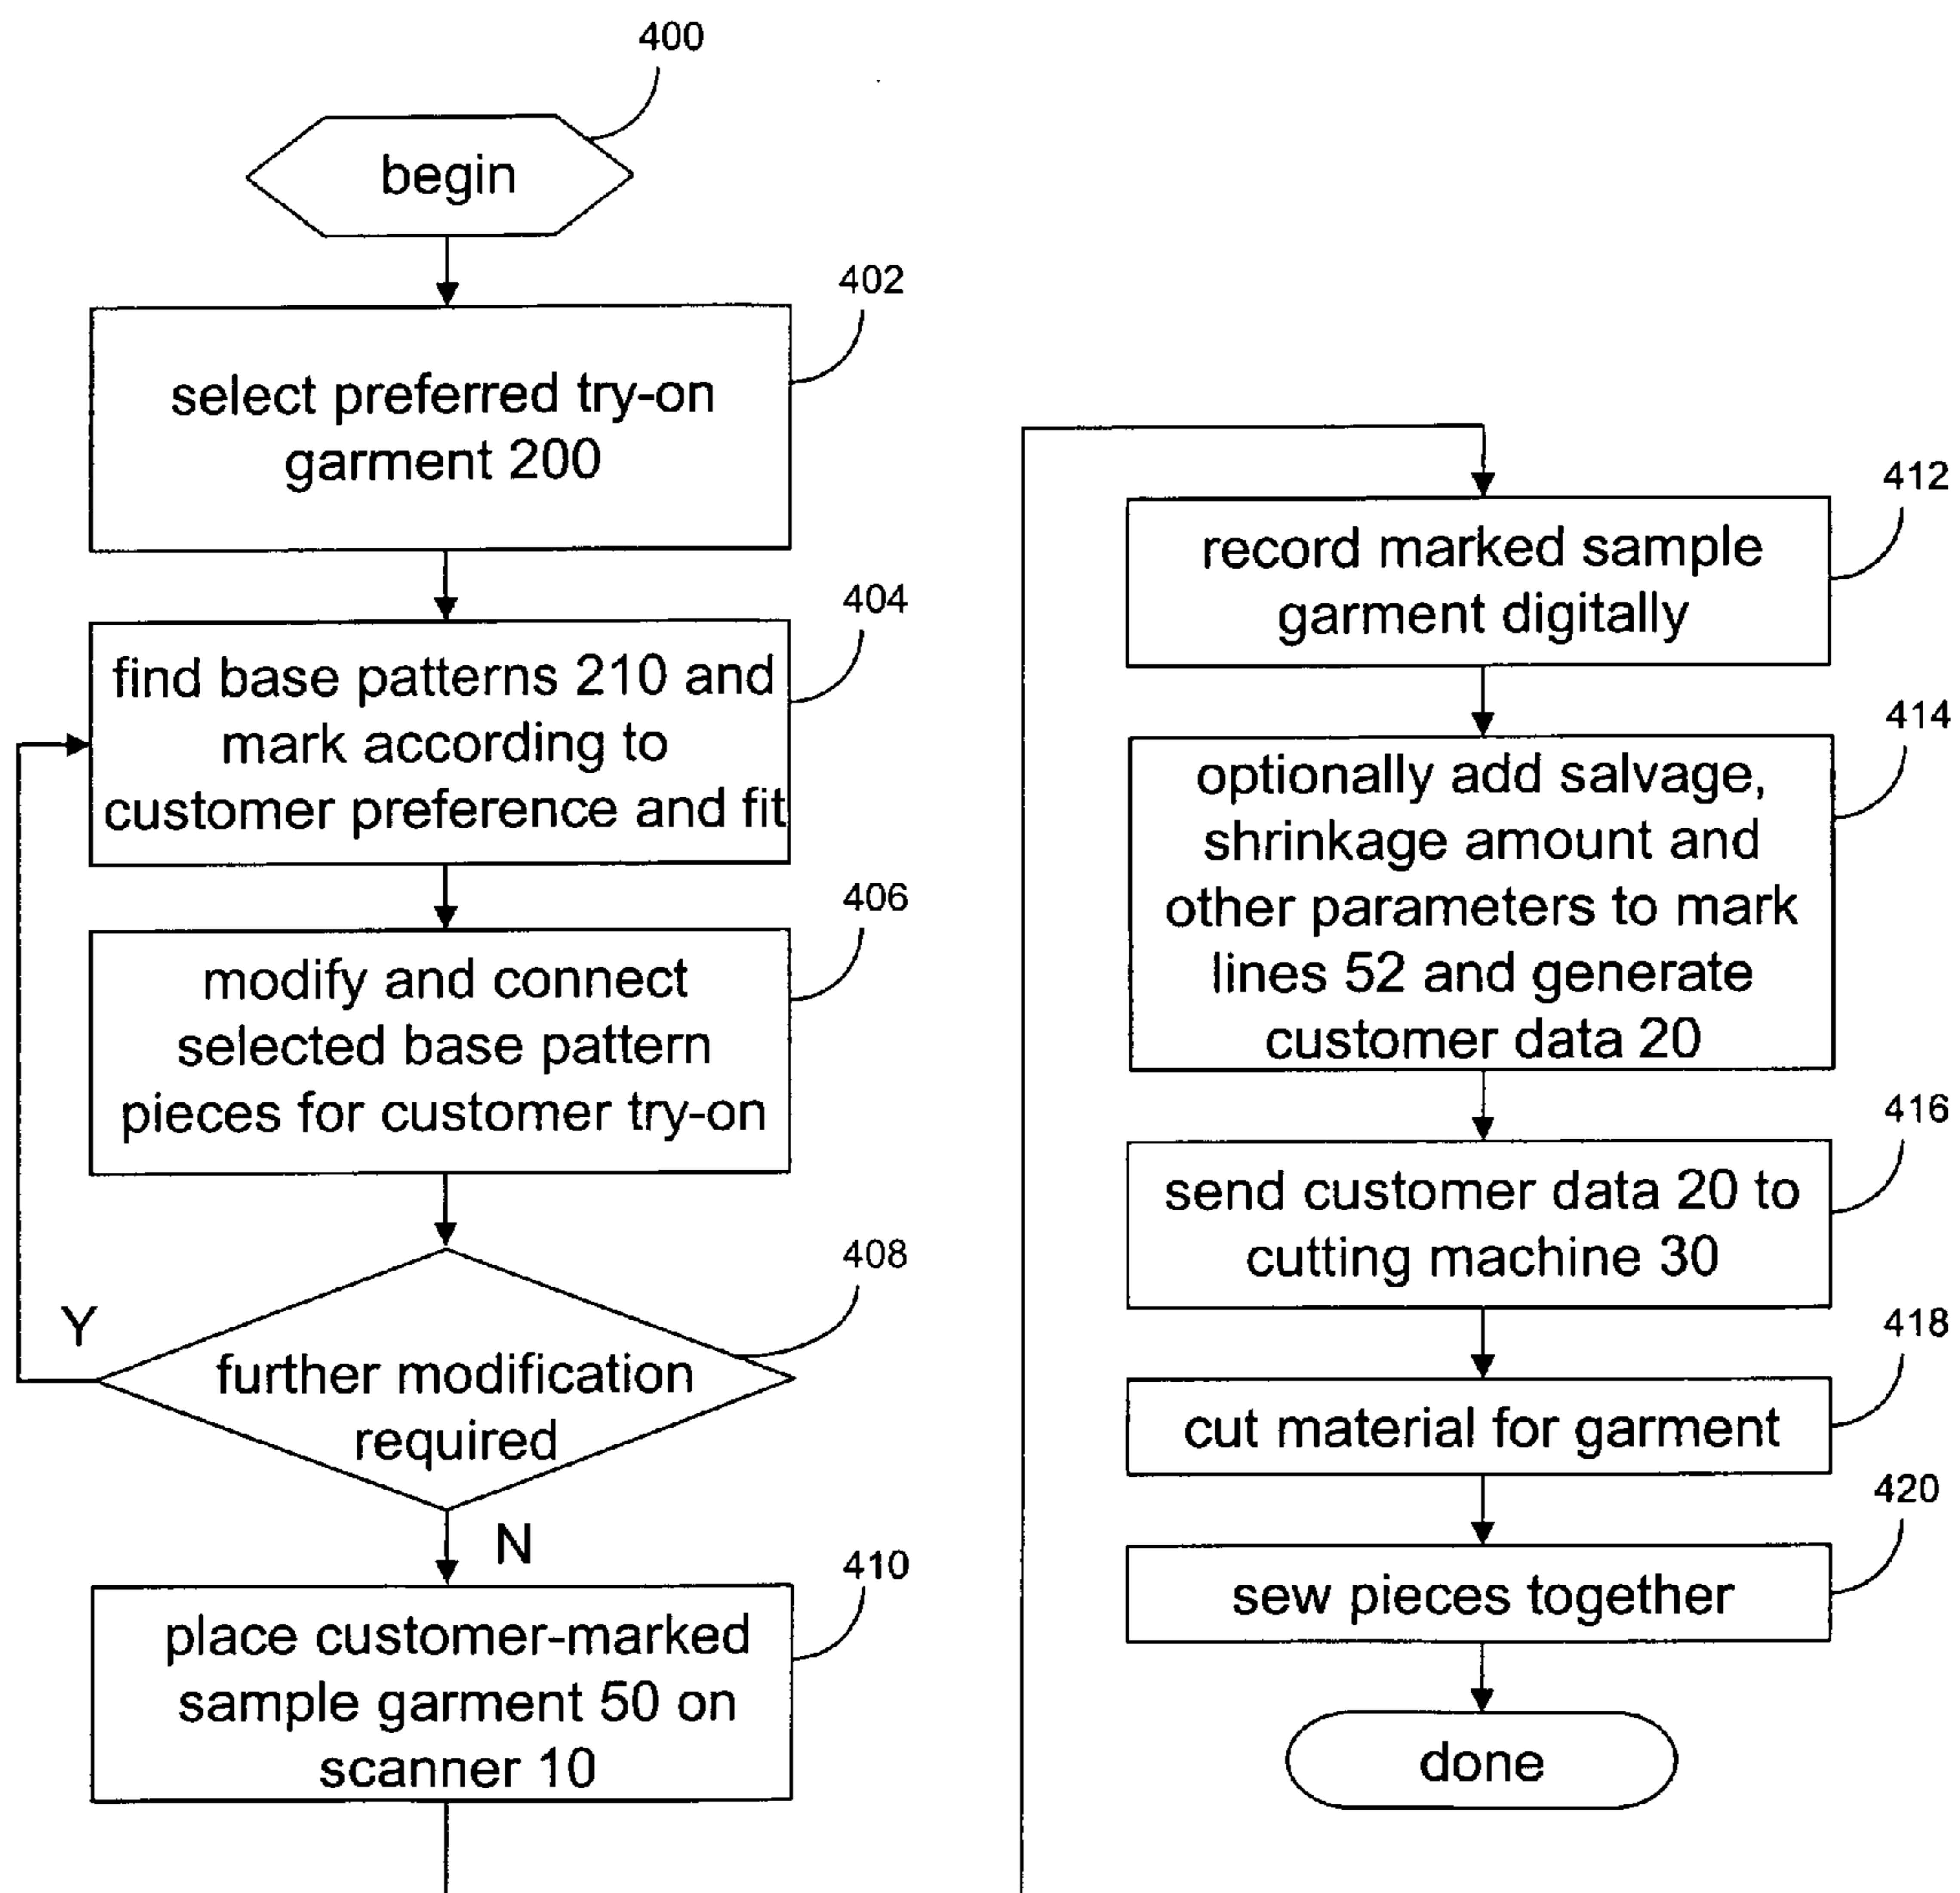 400
begin
402
select preferred try-on
garment 200
404
find base patterns 210 and
mark according to
customer preference and fit
406
modify and connect
selected base pattern
pieces for customer try-on
408
Y
further modification
required
N
410
place customer-marked
sample garment 50 on
scanner 10
412
record marked sample
garment digitally
414
optionally add salvage,
shrinkage amount and
other parameters to mark
lines 52 and generate
customer data 20
416
send customer data 20 to
cutting machine 30
418
cut material for garment
420
sew pieces together
done